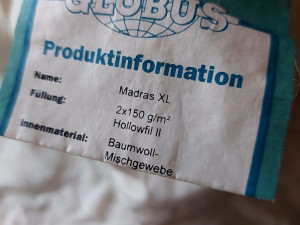 GLOBUS
Produktinformation
Name: Madras XL
Füllung: 2x150 g/m²
Hollowfil II
Innenmaterial: Baumwoll-
Mischgewebe